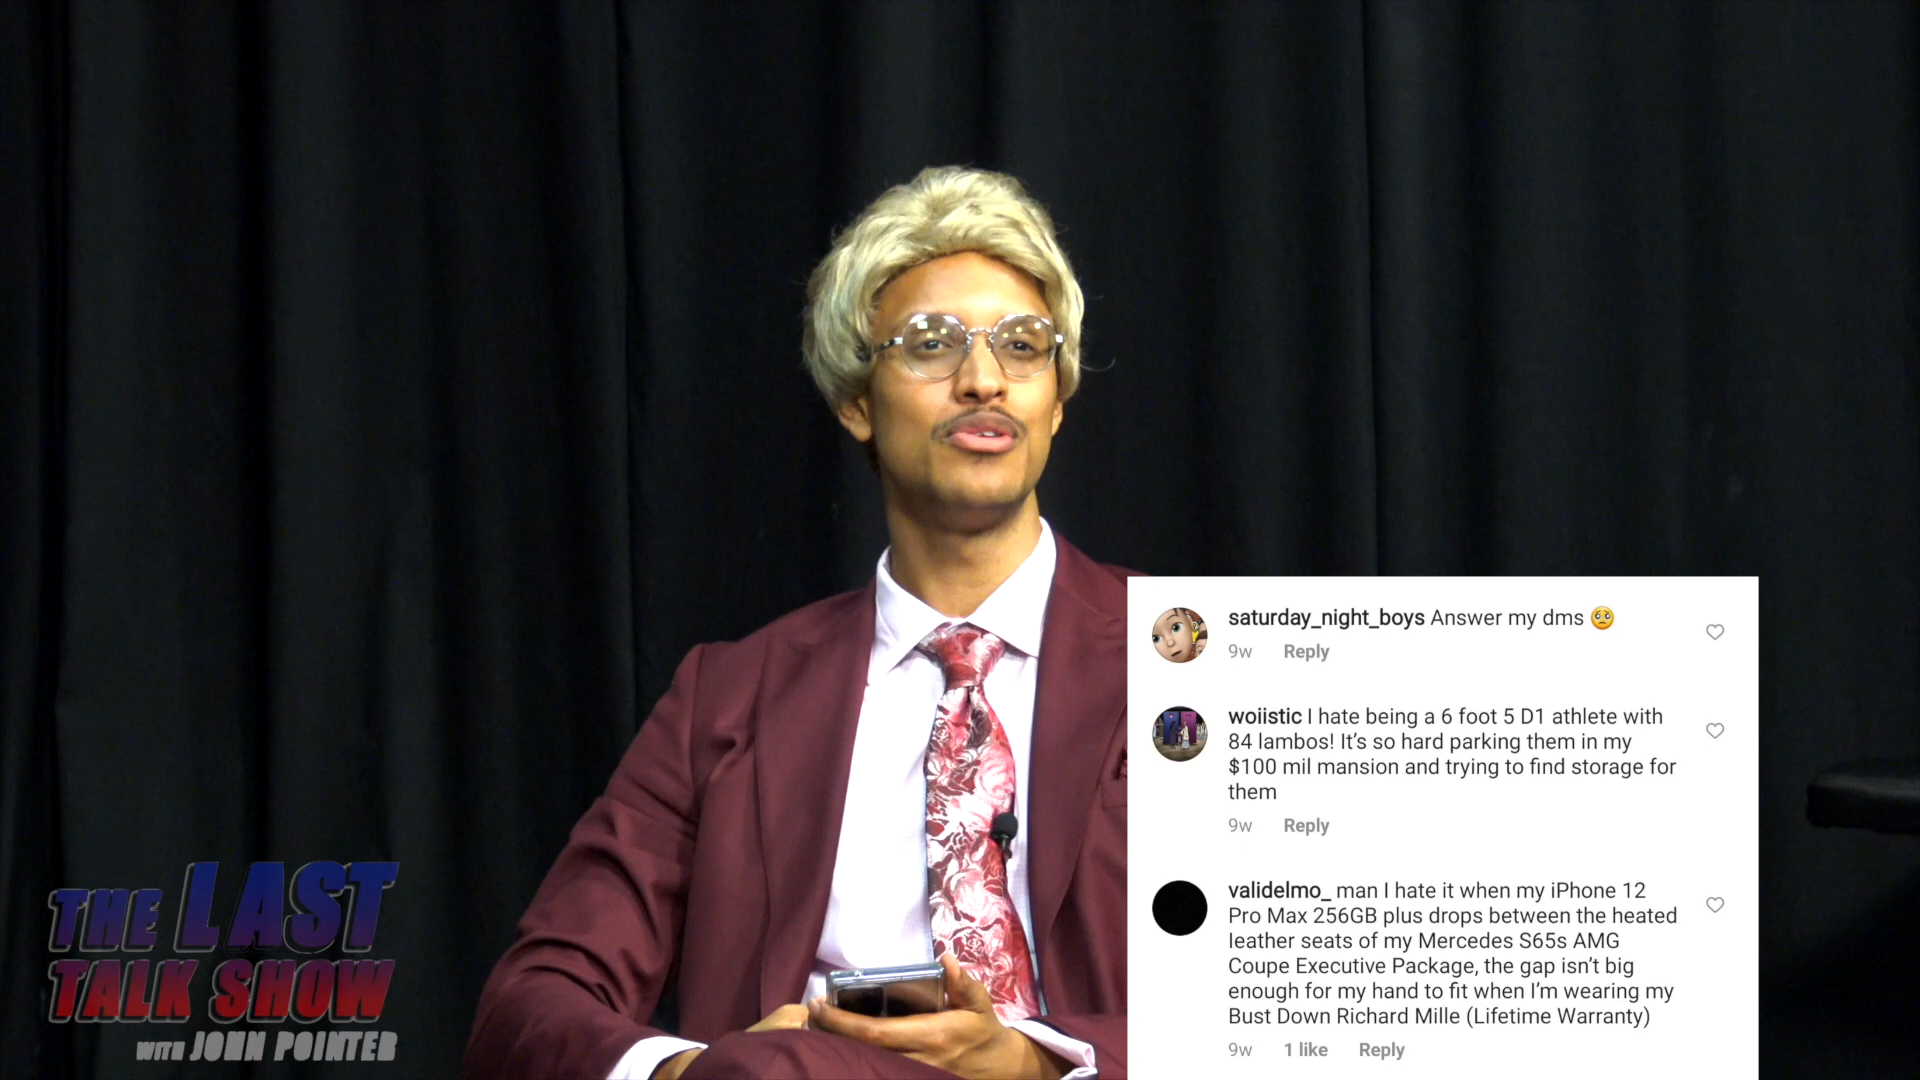 THE LAST
TALK SHOW
WITH JOHN POINTER
saturday_night_boys Answer my dms 🥺
9w Reply
woiistic I hate being a 6 foot 5 D1 athlete with
84 lambos! It's so hard parking them in my
$100 mil mansion and trying to find storage for
them
9w Reply
validelmo_ man I hate it when my iPhone 12
Pro Max 256GB plus drops between the heated
leather seats of my Mercedes S65s AMG
Coupe Executive Package, the gap isn't big
enough for my hand to fit when I'm wearing my
Bust Down Richard Mille (Lifetime Warranty)
9w 1 like Reply